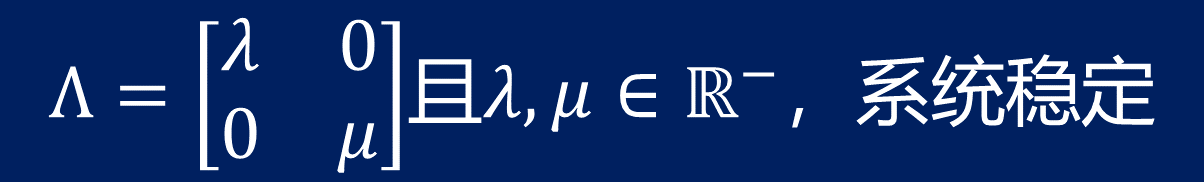 Λ = [λ 0
0 μ] 且λ, μ ∈ ℝ⁻，系统稳定